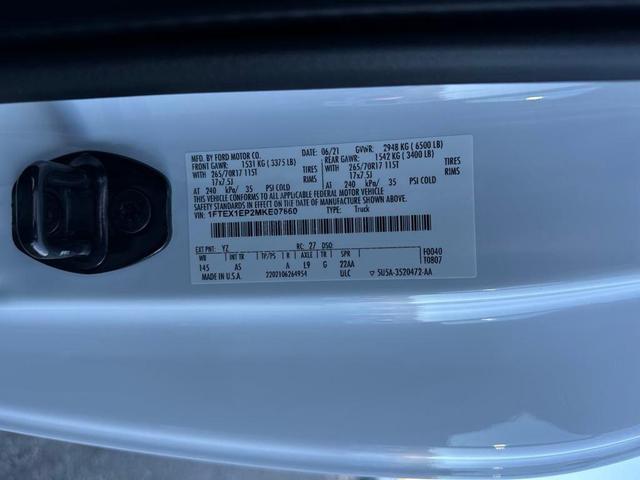 MFD. BY FORD MOTOR CO. DATE: 06/21 GVWR: 2948 KG ( 6500 LB)
FRONT GAWR: 1531 KG ( 3375 LB) REAR GAWR: 1542 KG ( 3400 LB)
WITH 265/70R17 115T TIRES WITH 265/70R17 115T TIRES
17x7.5J RIMS 17x7.5J RIMS
AT 240 kPa/ 35 PSI COLD AT 240 kPa/ 35 PSI COLD
THIS VEHICLE CONFORMS TO ALL APPLICABLE FEDERAL MOTOR VEHICLE
SAFETY STANDARDS IN EFFECT ON THE DATE OF MANUFACTURE SHOWN ABOVE.
VIN: 1FTEX1EP2MKE07660 TYPE: Truck
EXT PNT: YZ RC: 27 DSO:
WB INT TR TP/PS R AXLE TR SPR F0040
145 AS A L9 G 22AA T0807
MADE IN U.S.A. 2202106264954 ULC ▽ 5U5A-3520472-AA